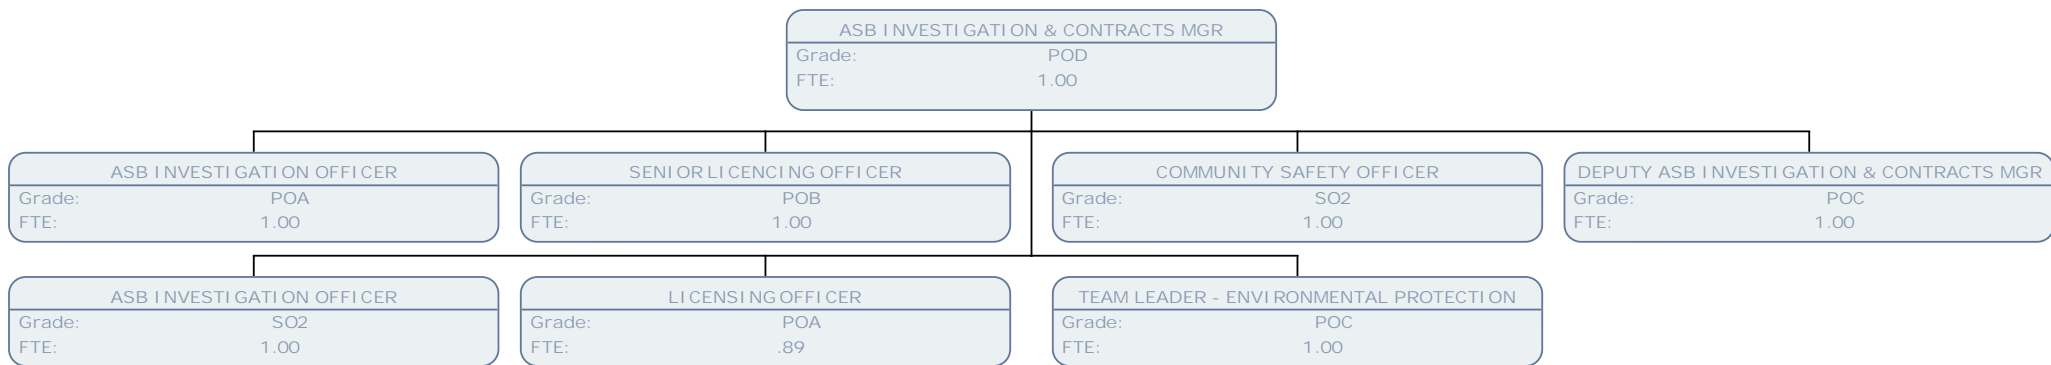 ASB INVESTIGATION & CONTRACTS MGR
Grade: POD
FTE: 1.00
ASB INVESTIGATION OFFICER
Grade: POA
FTE: 1.00
SENIOR LICENCING OFFICER
Grade: POB
FTE: 1.00
COMMUNITY SAFETY OFFICER
Grade: SO2
FTE: 1.00
DEPUTY ASB INVESTIGATION & CONTRACTS MGR
Grade: POC
FTE: 1.00
ASB INVESTIGATION OFFICER
Grade: SO2
FTE: 1.00
LICENSING OFFICER
Grade: POA
FTE: .89
TEAM LEADER - ENVIRONMENTAL PROTECTION
Grade: POC
FTE: 1.00